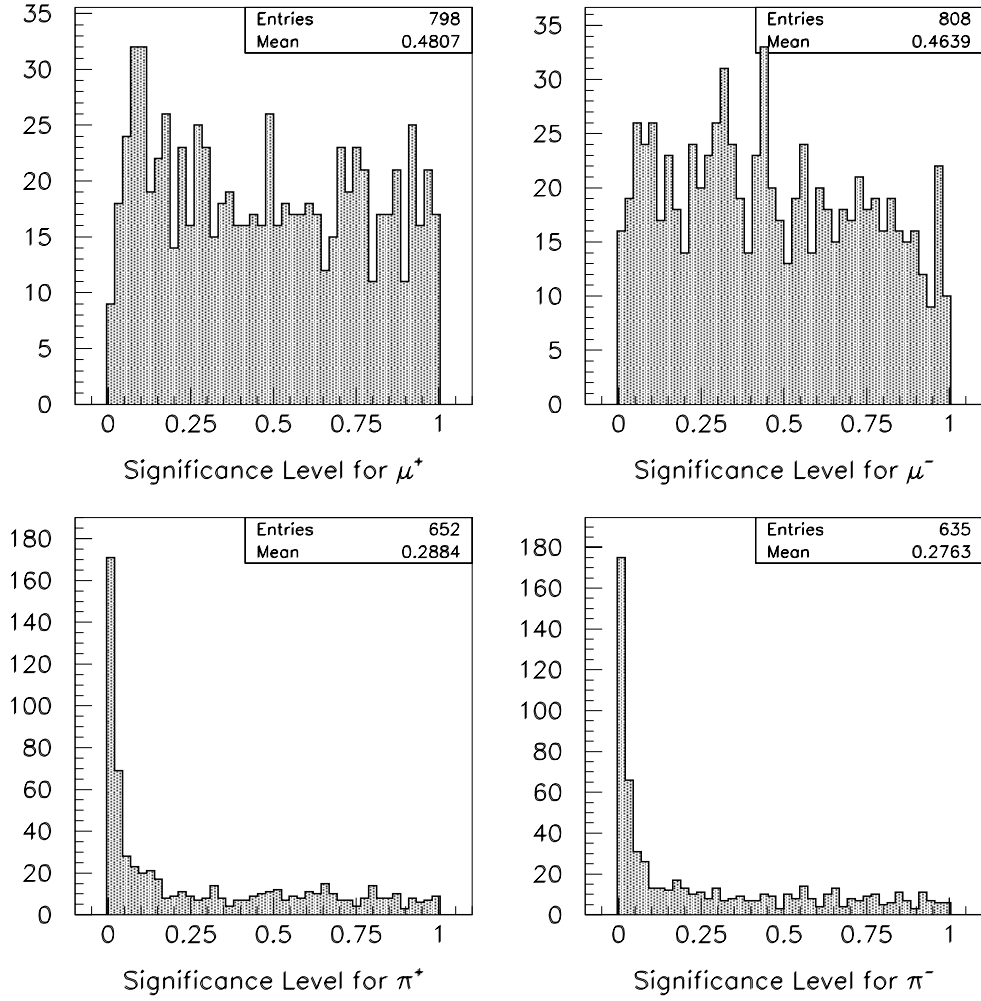 Entries 798
Mean 0.4807
35
30
25
20
15
10
5
0
0 0.25 0.5 0.75 1
Significance Level for μ⁺
Entries 808
Mean 0.4639
35
30
25
20
15
10
5
0
0 0.25 0.5 0.75 1
Significance Level for μ⁻
Entries 652
Mean 0.2884
180
160
140
120
100
80
60
40
20
0
0 0.25 0.5 0.75 1
Significance Level for π⁺
Entries 635
Mean 0.2763
180
160
140
120
100
80
60
40
20
0
0 0.25 0.5 0.75 1
Significance Level for π⁻